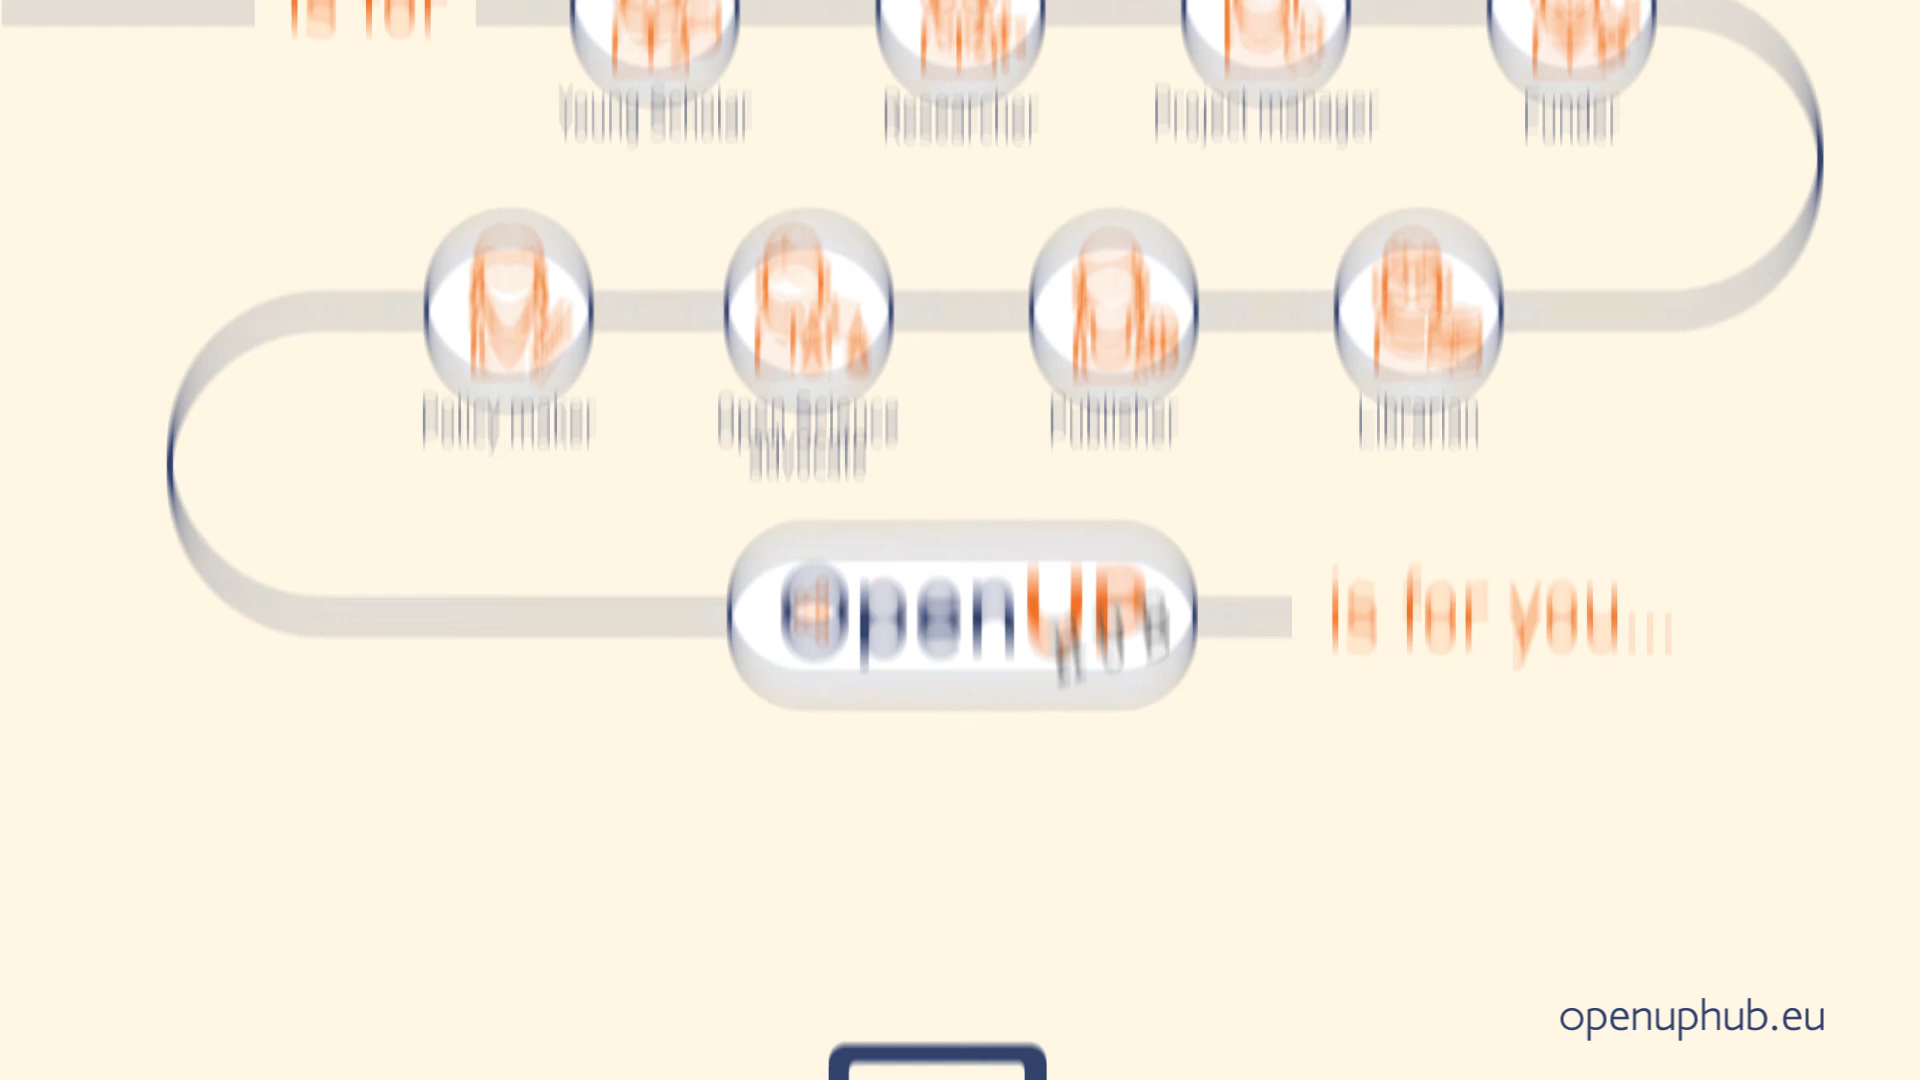 is for
Young Scholar
Researcher
Project manager
Funder
Policy maker
Open Science
advocate
Publisher
Librarian
OpenUP
HUB
is for you...
openuphub.eu